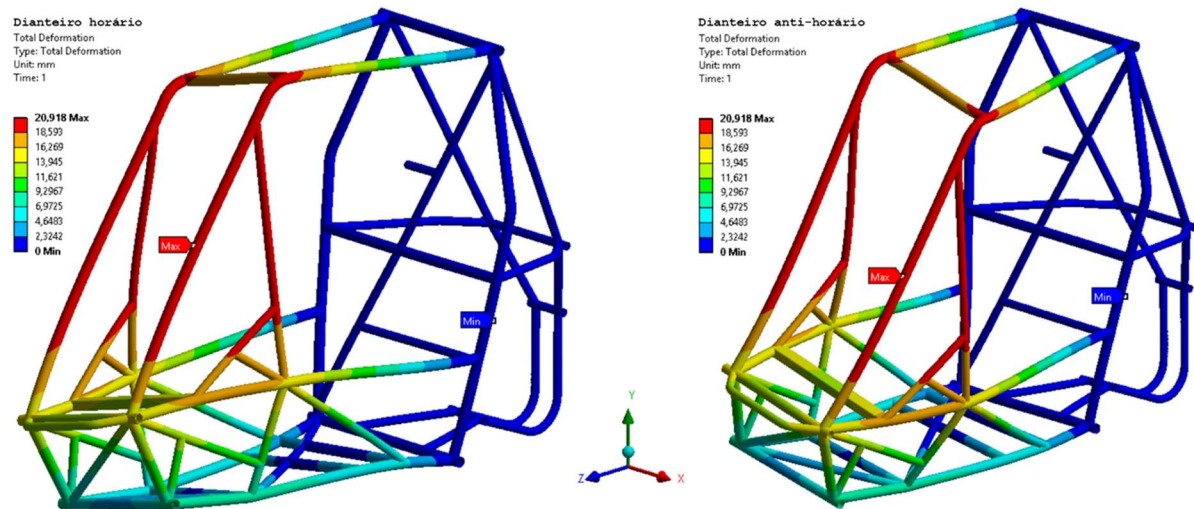 Dianteiro horário
Total Deformation
Type: Total Deformation
Unit: mm
Time: 1
20,918 Max
18,593
16,269
13,945
11,621
9,2967
6,9725
4,6483
2,3242
0 Min
Max
Min
Y
Z
X
Dianteiro anti-horário
Total Deformation
Type: Total Deformation
Unit: mm
Time: 1
20,918 Max
18,593
16,269
13,945
11,621
9,2967
6,9725
4,6483
2,3242
0 Min
Max
Min